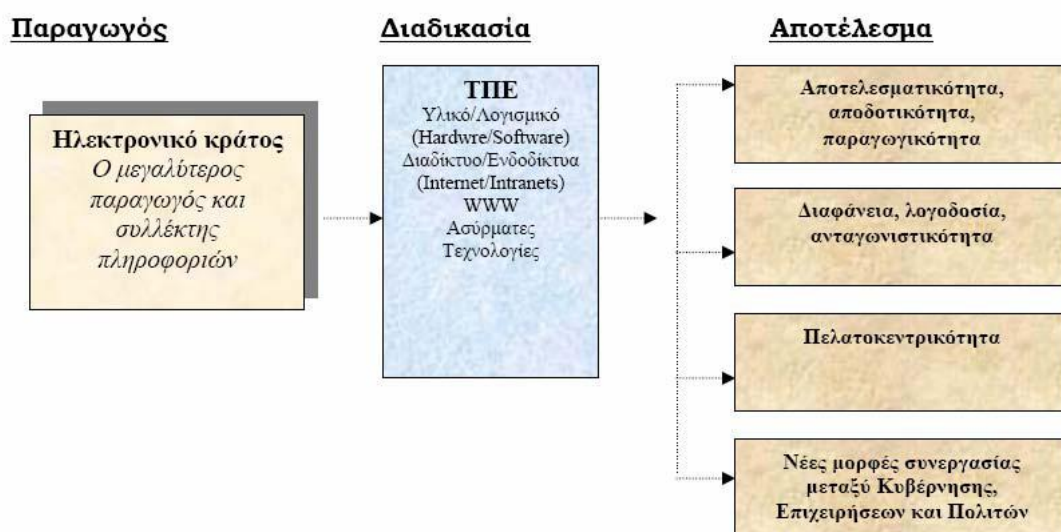 Παραγωγός
Διαδικασία
Αποτέλεσμα
Ηλεκτρονικό κράτος
Ο μεγαλύτερος
παραγωγός και
συλλέκτης
πληροφοριών
ΤΠΕ
Υλικό/Λογισμικό
(Hardwre/Software)
Διαδίκτυο/Ενδοδίκτυα
(Internet/Intranets)
WWW
Ασύρματες
Τεχνολογίες
Αποτελεσματικότητα,
αποδοτικότητα,
παραγωγικότητα
Διαφάνεια, λογοδοσία,
ανταγωνιστικότητα
Πελατοκεντρικότητα
Νέες μορφές συνεργασίας
μεταξύ Κυβέρνησης,
Επιχειρήσεων και Πολιτών